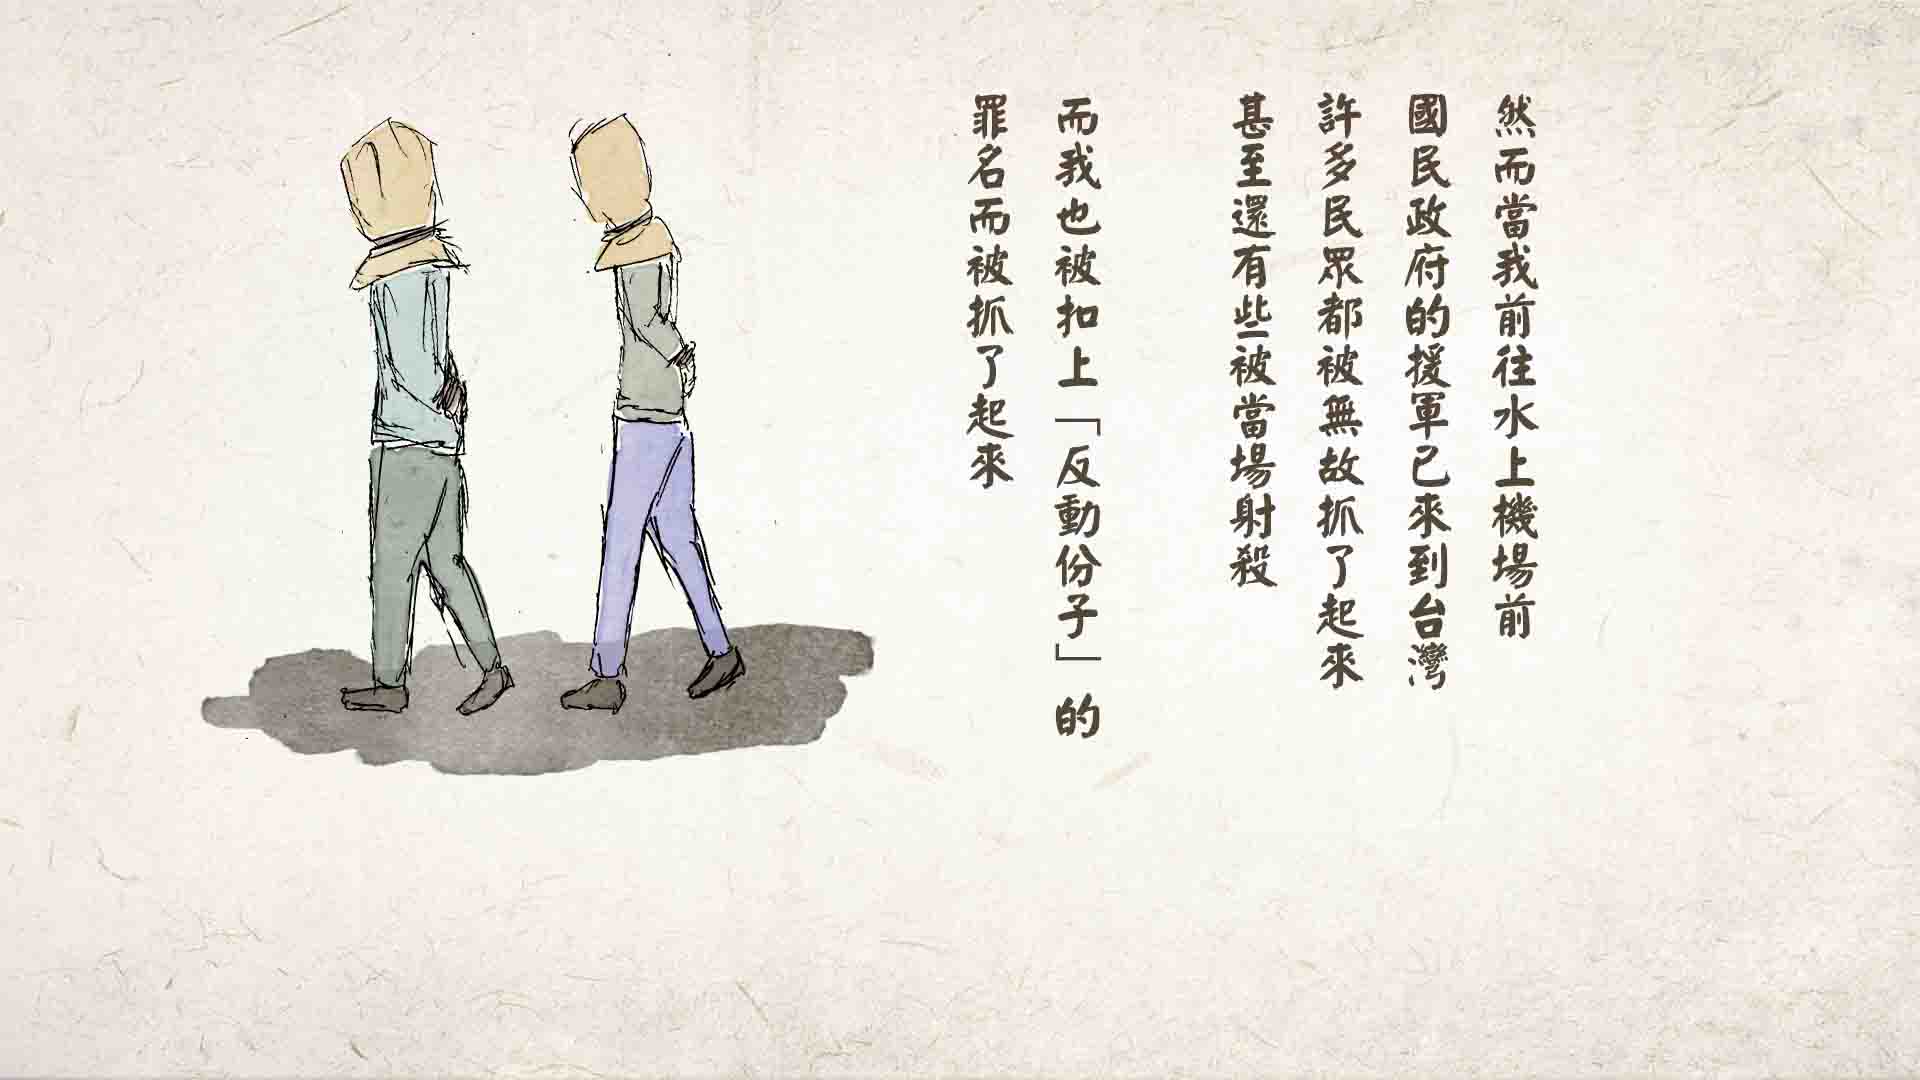 然而當我前往水上機場前
國民政府的援軍已來到台灣
許多民眾都被無故抓了起來
甚至還有些被當場射殺
而我也被扣上「反動份子」的
罪名而被抓了起來